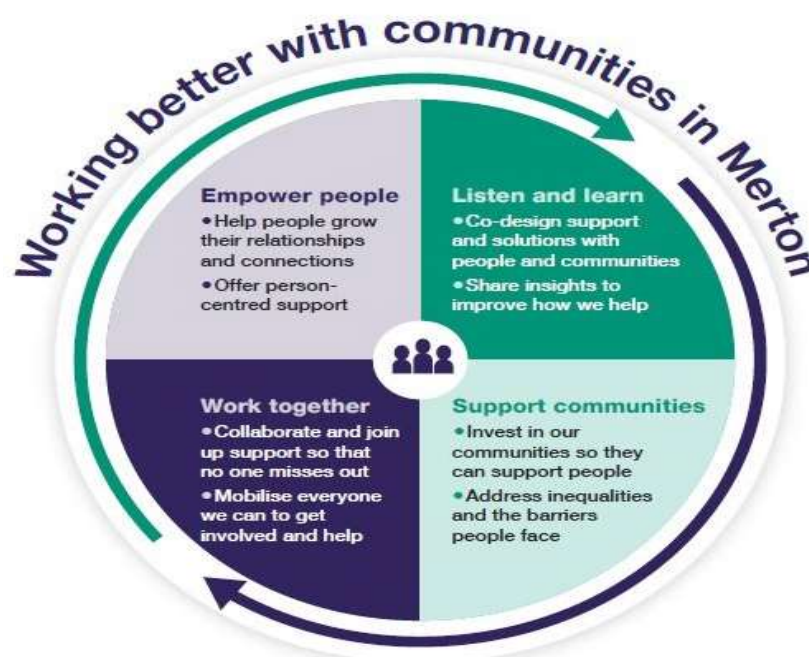 Working better with communities in Merton
Empower people
•Help people grow
their relationships
and connections
•Offer person-
centred support
Listen and learn
•Co-design support
and solutions with
people and communities
•Share insights to
improve how we help
Work together
•Collaborate and join
up support so that
no one misses out
•Mobilise everyone
we can to get
involved and help
Support communities
•Invest in our
communities so they
can support people
•Address inequalities
and the barriers
people face